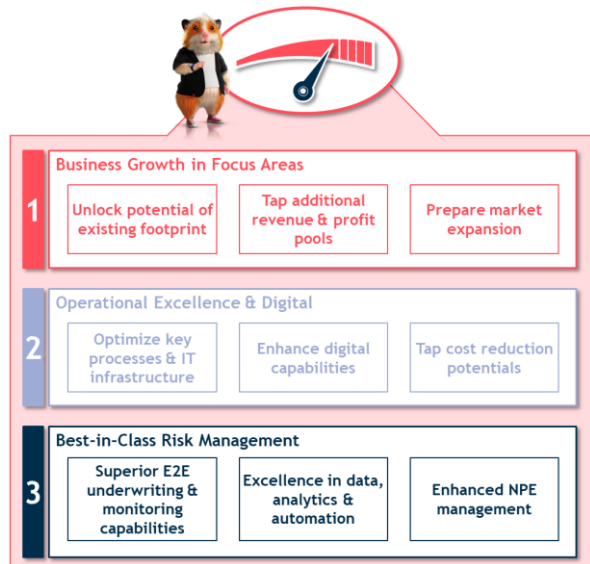 1
Business Growth in Focus Areas
Unlock potential of
existing footprint
Tap additional
revenue & profit
pools
Prepare market
expansion
2
Operational Excellence & Digital
Optimize key
processes & IT
infrastructure
Enhance digital
capabilities
Tap cost reduction
potentials
3
Best-in-Class Risk Management
Superior E2E
underwriting &
monitoring
capabilities
Excellence in data,
analytics &
automation
Enhanced NPE
management